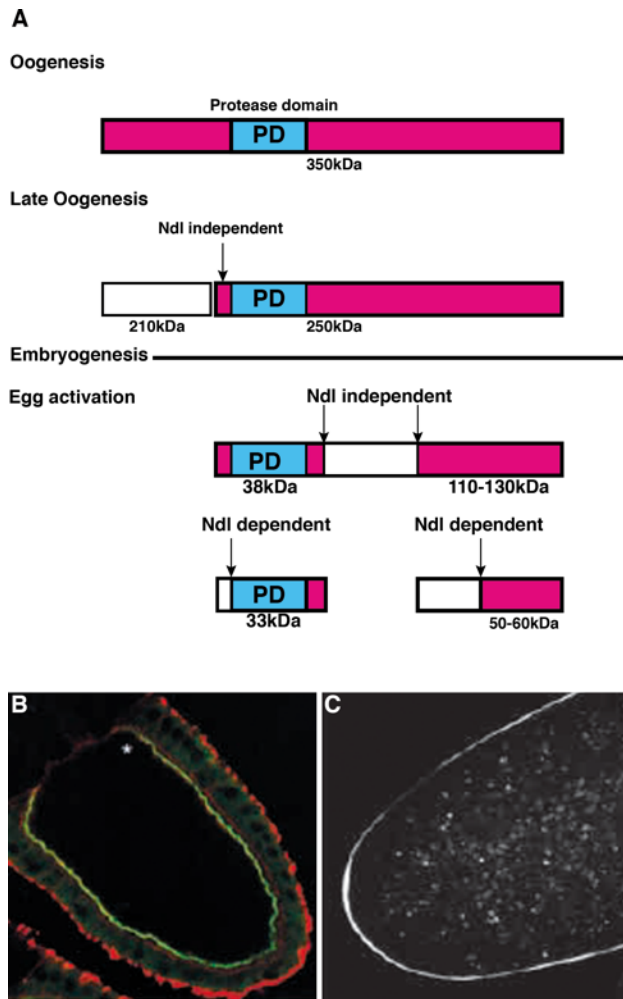 A
Oogenesis
Protease domain
PD
350kDa
Late Oogenesis
Ndl independent
PD
210kDa 250kDa
Embryogenesis
Egg activation Ndl independent
PD
38kDa 110-130kDa
Ndl dependent Ndl dependent
PD
33kDa 50-60kDa
B * C